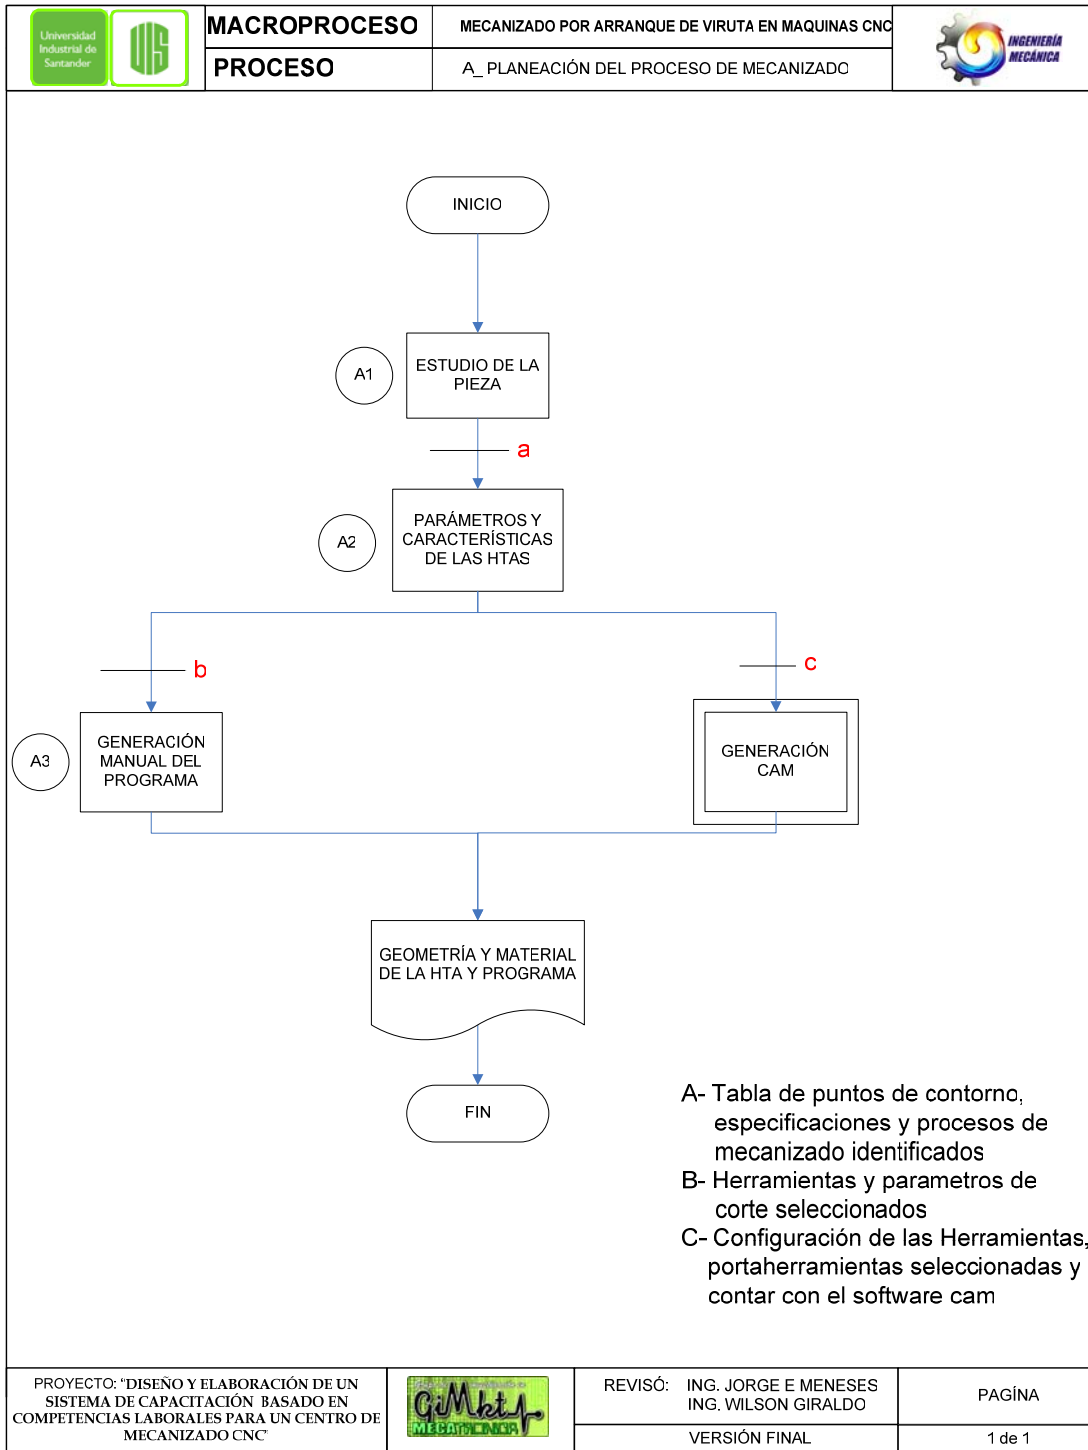 Universidad
Industrial de
Santander
UIS
MACROPROCESO
MECANIZADO POR ARRANQUE DE VIRUTA EN MAQUINAS CNC
PROCESO
A_ PLANEACIÓN DEL PROCESO DE MECANIZADO
INGENIERÍA
MECÁNICA
INICIO
A1
ESTUDIO DE LA
PIEZA
a
A2
PARÁMETROS Y
CARACTERÍSTICAS
DE LAS HTAS
b
c
A3
GENERACIÓN
MANUAL DEL
PROGRAMA
GENERACIÓN
CAM
GEOMETRÍA Y MATERIAL
DE LA HTA Y PROGRAMA
FIN
A- Tabla de puntos de contorno,
especificaciones y procesos de
mecanizado identificados
B- Herramientas y parametros de
corte seleccionados
C- Configuración de las Herramientas,
portaherramientas seleccionadas y
contar con el software cam
PROYECTO: “DISEÑO Y ELABORACIÓN DE UN
SISTEMA DE CAPACITACIÓN BASADO EN
COMPETENCIAS LABORALES PARA UN CENTRO DE
MECANIZADO CNC”
GiMkt
MECATRONICA
REVISÓ: ING. JORGE E MENESES
ING. WILSON GIRALDO
VERSIÓN FINAL
PAGÍNA
1 de 1